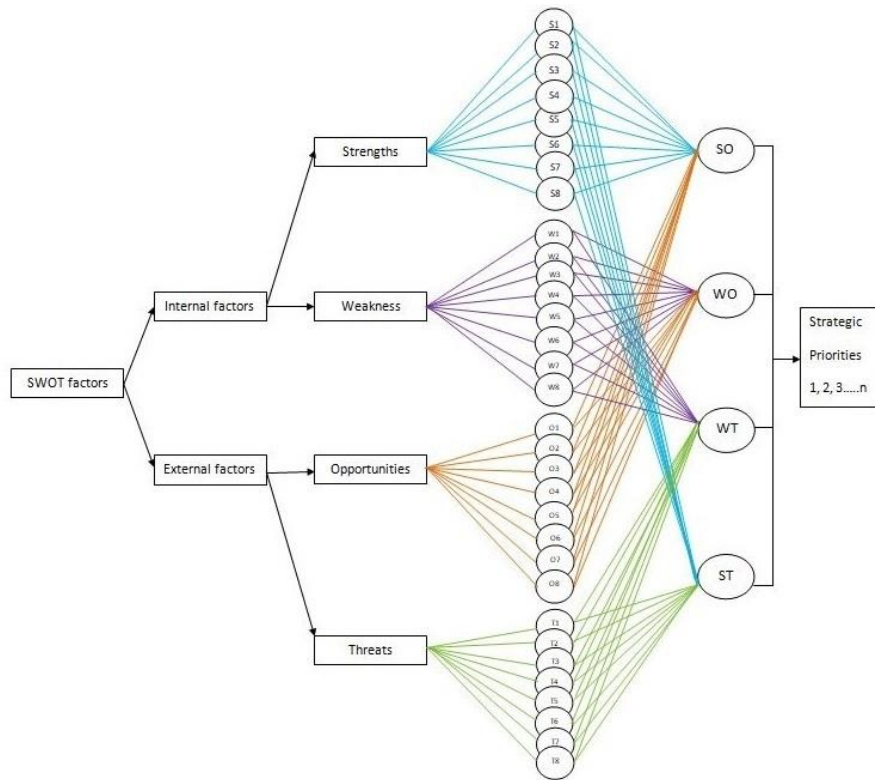 SWOT factors
Internal factors
External factors
Strengths
Weakness
Opportunities
Threats
S1
S2
S3
S4
S5
S6
S7
S8
W1
W2
W3
W4
W5
W6
W7
W8
O1
O2
O3
O4
O5
O6
O7
O8
T1
T2
T3
T4
T5
T6
T7
T8
SO
WO
WT
ST
Strategic
Priorities
1, 2, 3.....n